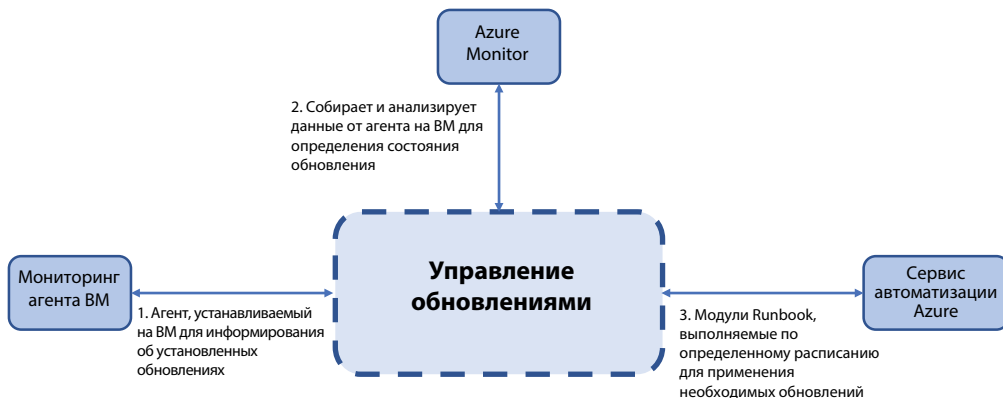 Azure
Monitor
2. Собирает и анализирует
данные от агента на ВМ для
определения состояния
обновления
Управление
обновлениями
Мониторинг
агента ВМ
1. Агент, устанавливаемый
на ВМ для информирования
об установленных
обновлениях
Сервис
автоматизации
Azure
3. Модули Runbook,
выполняемые по
определенному расписанию
для применения
необходимых обновлений